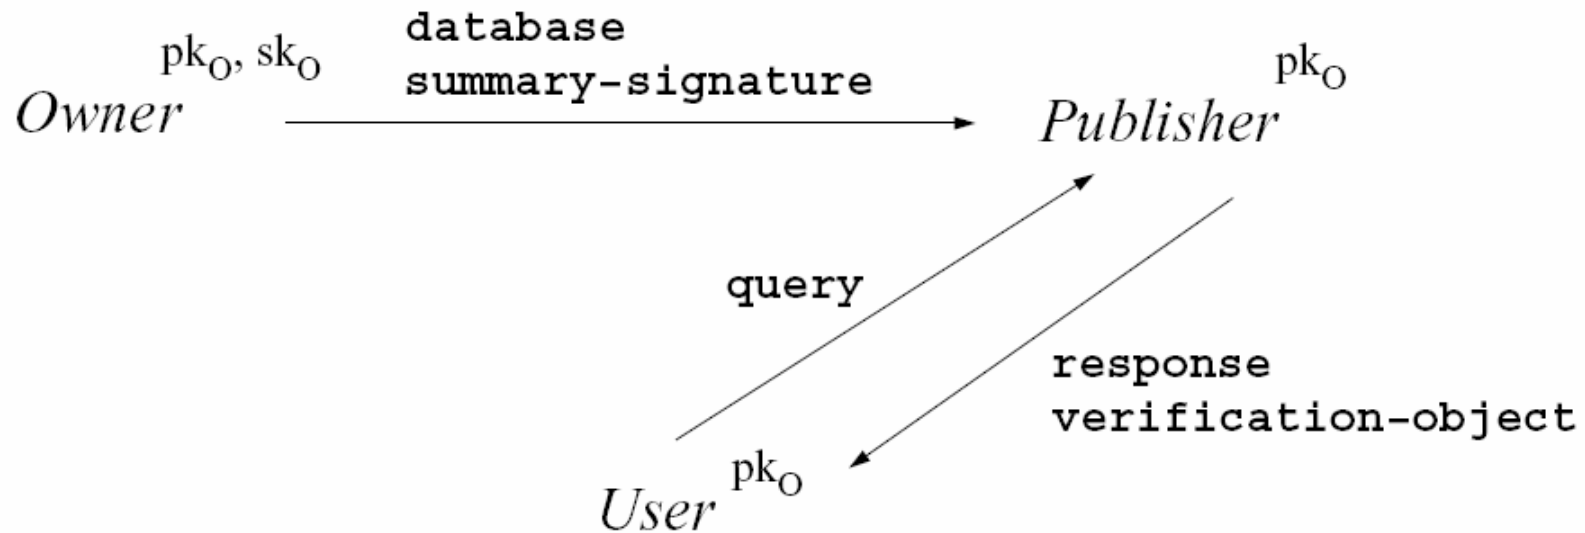 database
pkO, skO
summary-signature
pkO
Owner
Publisher
query
response
verification-object
pkO
User